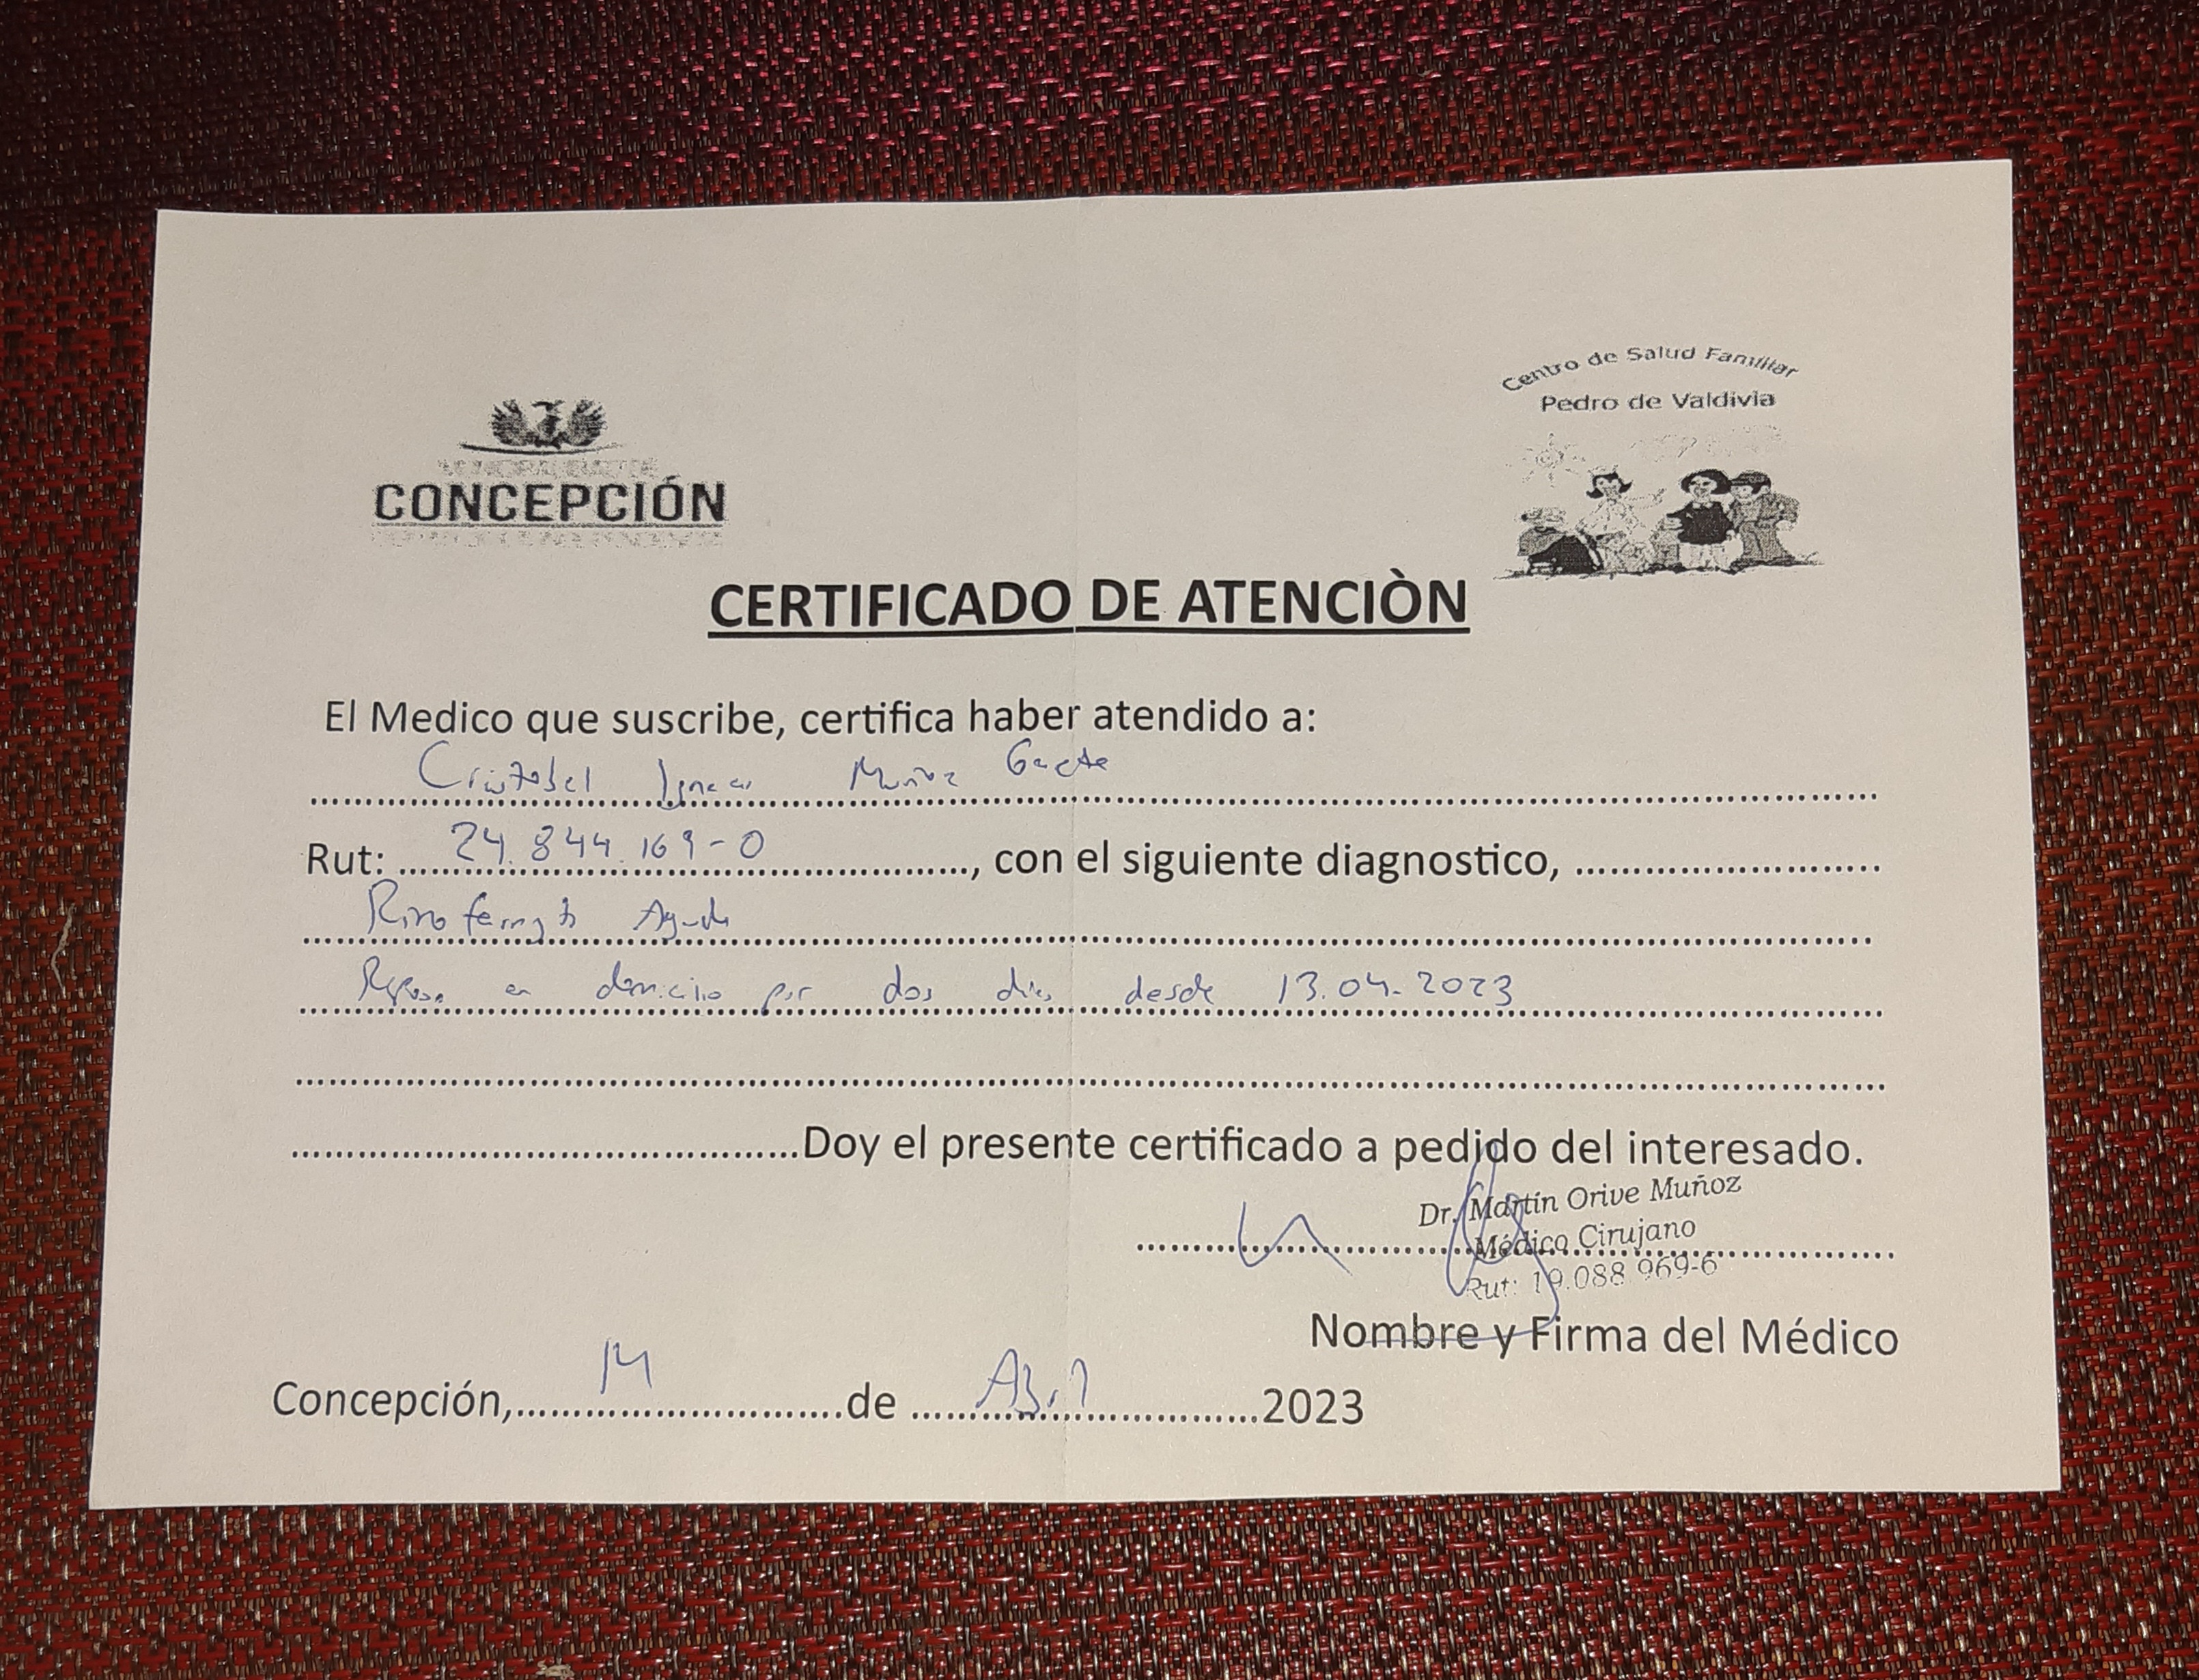 Centro de Salud Familiar
Pedro de Valdivia
CONCEPCIÓN
CERTIFICADO DE ATENCIÒN
El Medico que suscribe, certifica haber atendido a:
Cristobal Ignacio Muñoz Gaete
Rut: 24.844.169-0, con el siguiente diagnostico,
Rinofaringitis Aguda
Reposo en domicilio por dos dias desde 13.04.2023
Doy el presente certificado a pedido del interesado.
Dr. Martín Orive Muñoz
Médico Cirujano
Rut: 19.088.969-6
Nombre y Firma del Médico
Concepción, 14 de Abril 2023